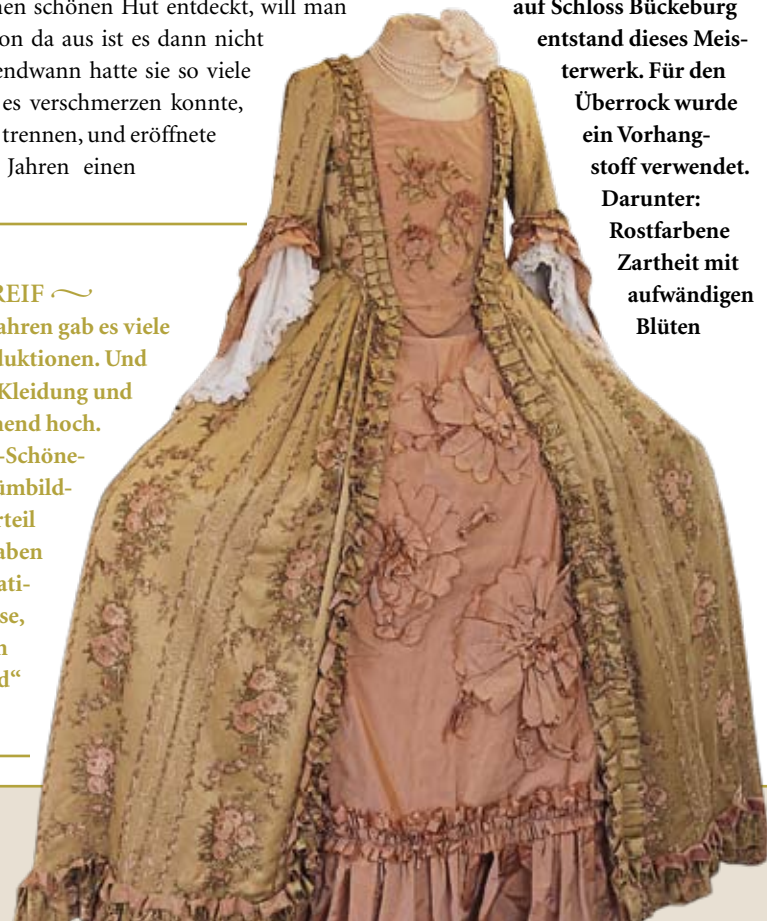 nen schönen Hut entdeckt, will man
on da aus ist es dann nicht
endwann hatte sie so viele
es verschmerzen konnte,
trennen, und eröffnete
Jahren einen
REIF
ahren gab es viele
duktionen. Und
Kleidung und
hend hoch.
-Schöne-
ümbild-
rteil
aben
ati-
se,
n
d“
auf Schloss Bückeburg
entstand dieses Meis-
terwerk. Für den
Überrock wurde
ein Vorhang-
stoff verwendet.
Darunter:
Rostfarbene
Zartheit mit
aufwändigen
Blüten